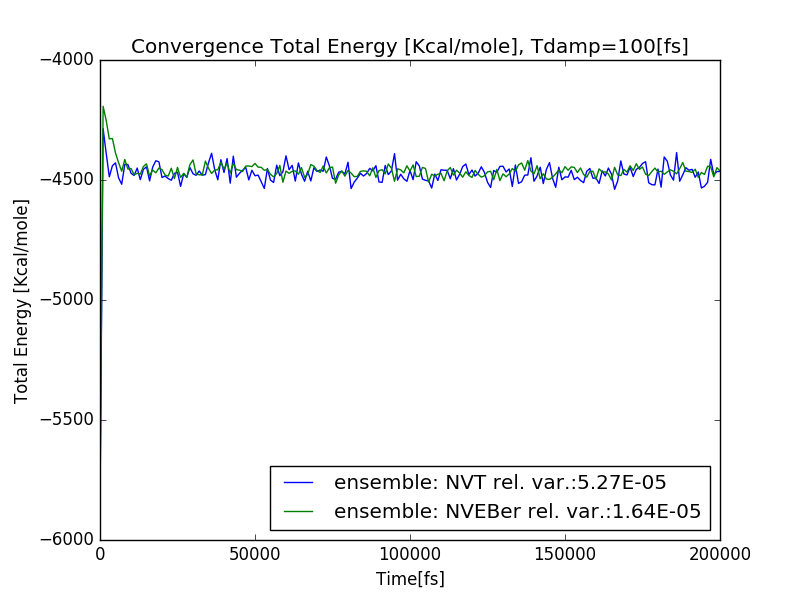 Convergence Total Energy [Kcal/mole], Tdamp=100[fs]
−4000
−4500
−5000
−5500
−6000
Total Energy [Kcal/mole]
ensemble: NVT rel. var.:5.27E-05
ensemble: NVEBer rel. var.:1.64E-05
0 50000 100000 150000 200000
Time[fs]